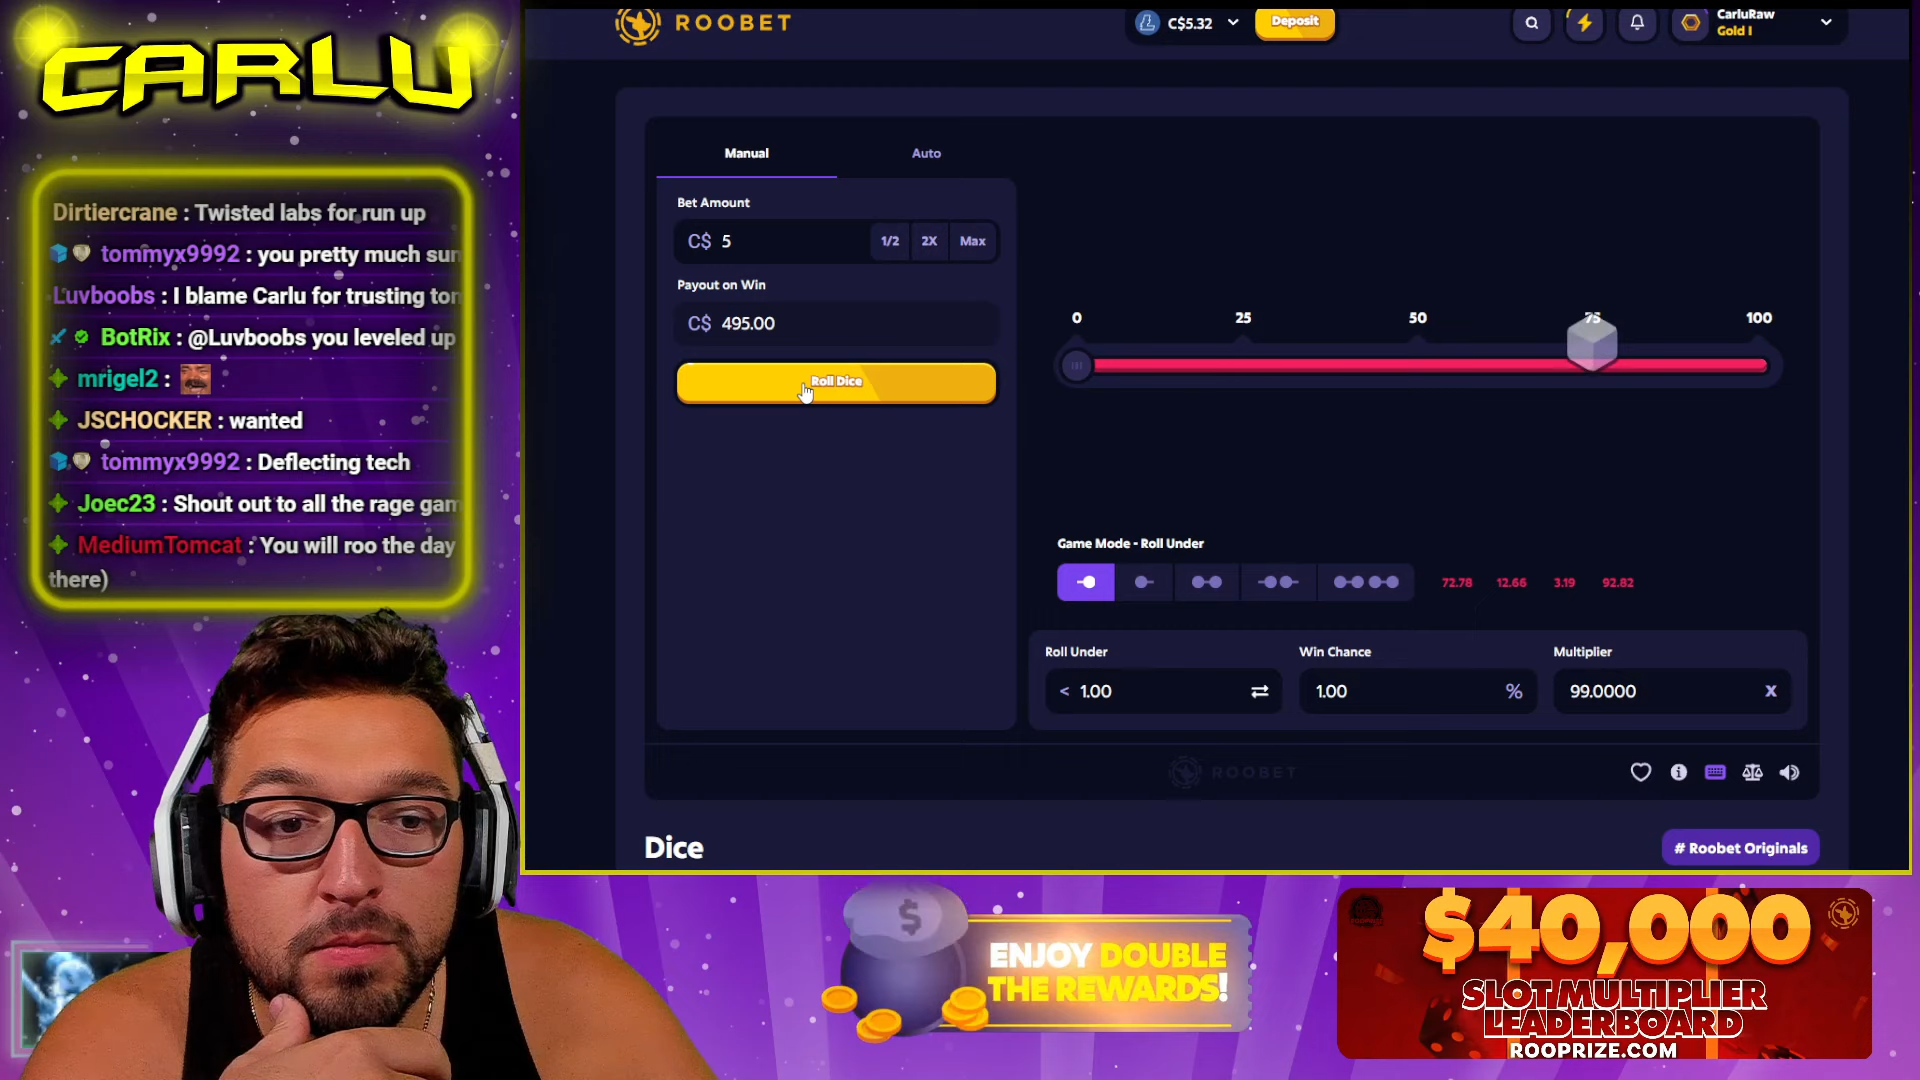 CARLU
Dirtiercrane : Twisted labs for run up
tommyx9992 : you pretty much sun
Luvboobs : I blame Carlu for trusting ton
BotRix : @Luvboobs you leveled up
mrigel2 :
JSCHOCKER : wanted
tommyx9992 : Deflecting tech
Joec23 : Shout out to all the rage gam
MediumTomcat : You will roo the day
there)
ROOBET
C$5.32
Deposit
CarluRaw
Gold I
Manual
Auto
Bet Amount
C$ 5
1/2
2X
Max
Payout on Win
C$ 495.00
Roll Dice
0
25
50
75
100
Game Mode - Roll Under
72.78
12.66
3.19
92.82
Roll Under
Win Chance
Multiplier
< 1.00
1.00 %
99.0000 x
ROOBET
Dice
# Roobet Originals
$
ENJOY DOUBLE
THE REWARDS!
$40,000
SLOT MULTIPLIER
LEADERBOARD
ROOPRIZE.COM